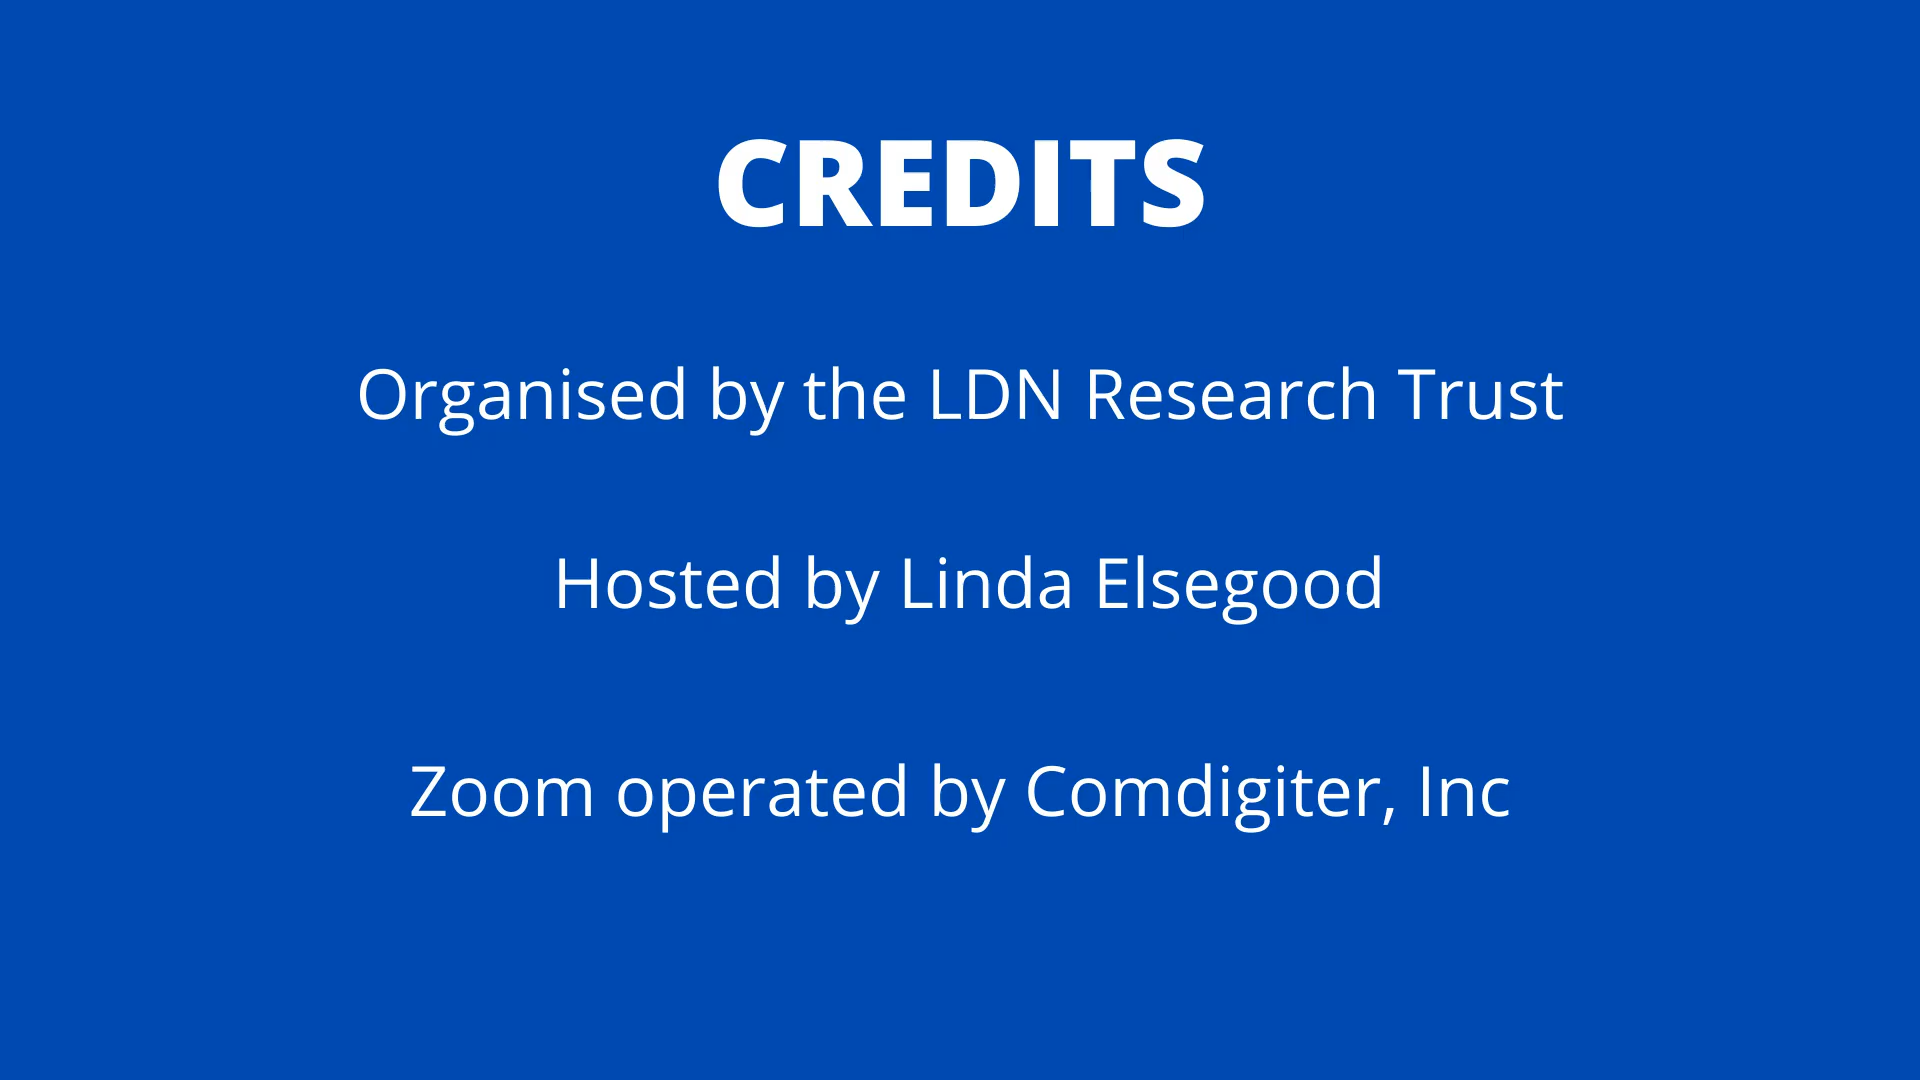 CREDITS
Organised by the LDN Research Trust
Hosted by Linda Elsegood
Zoom operated by Comdigiter, Inc